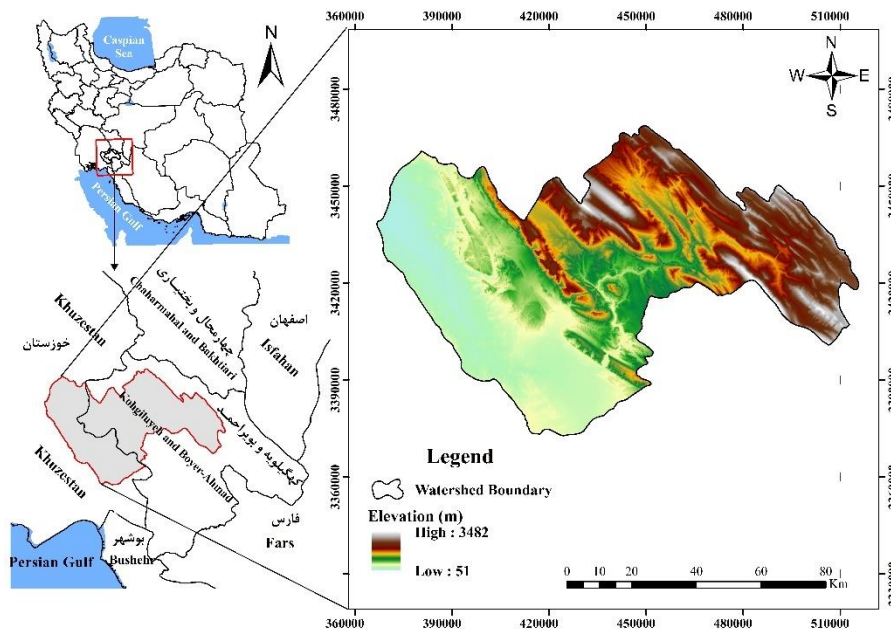 Caspian
Sea
N
Persian Gulf
Khuzestan
خوزستان
چهارمحال و بختیاری
Chaharmahal and Bakhtiari
اصفهان
Isfahan
Kohgiluyeh and Boyer-Ahmad
کهگیلویه و بویراحمد
Khuzestan
فارس
Fars
بوشهر
Bushehr
Persian Gulf
360000
390000
420000
450000
480000
510000
3480000
3450000
3420000
3390000
3360000
N
W
E
S
Legend
Watershed Boundary
Elevation (m)
High : 3482
Low : 51
0 10 20 40 60 80
Km
360000
390000
420000
450000
480000
510000